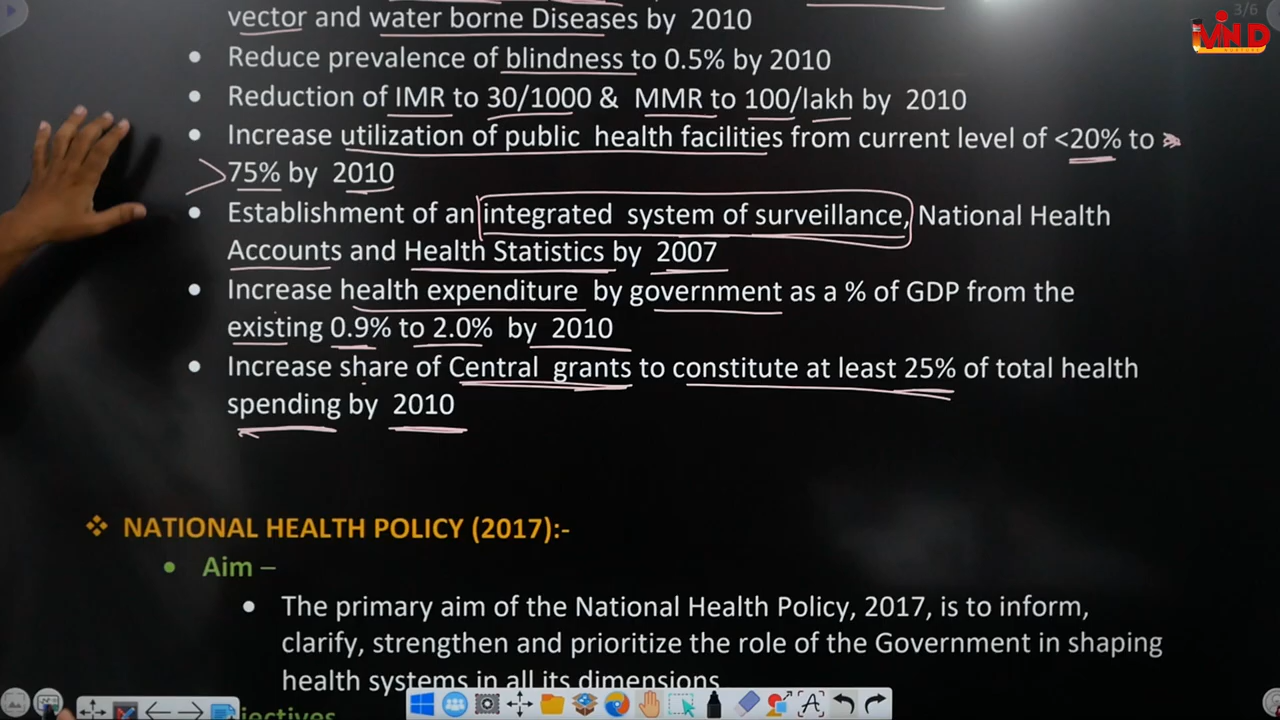 3/6
MIND
vector and water borne Diseases by 2010
• Reduce prevalence of blindness to 0.5% by 2010
• Reduction of IMR to 30/1000 & MMR to 100/lakh by 2010
• Increase utilization of public health facilities from current level of <20% to
>75% by 2010
• Establishment of an integrated system of surveillance, National Health
Accounts and Health Statistics by 2007
• Increase health expenditure by government as a % of GDP from the
existing 0.9% to 2.0% by 2010
• Increase share of Central grants to constitute at least 25% of total health
spending by 2010
❖ NATIONAL HEALTH POLICY (2017):-
• Aim –
• The primary aim of the National Health Policy, 2017, is to inform,
clarify, strengthen and prioritize the role of the Government in shaping
health systems in all its dimensions